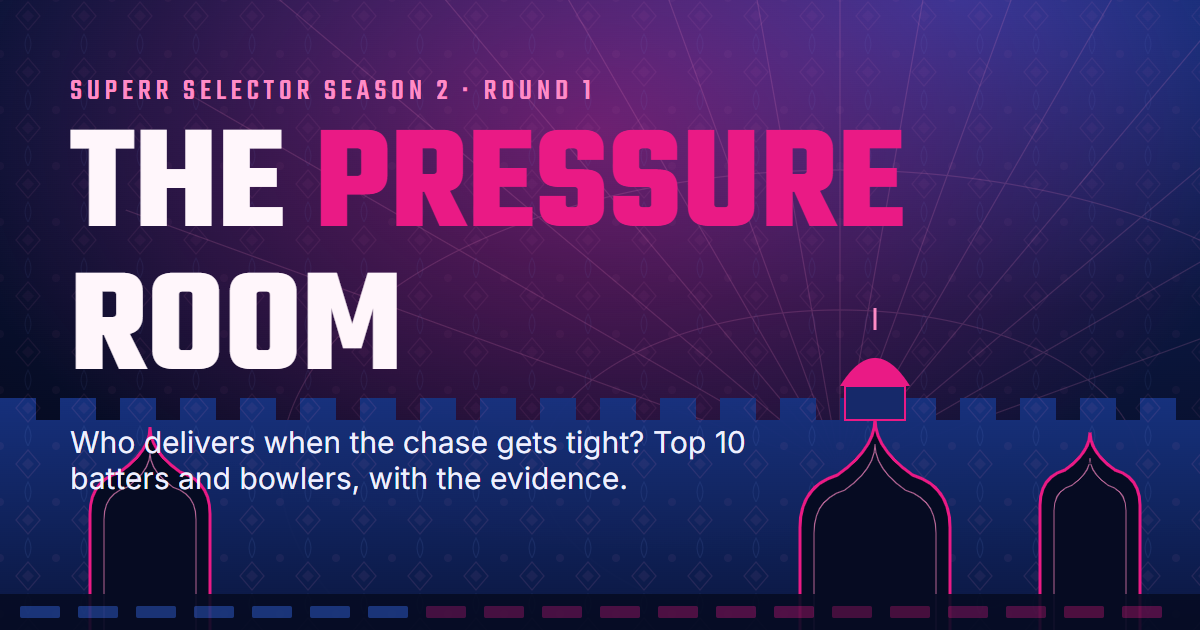 SUPERR SELECTOR SEASON 2 · ROUND 1
THE PRESSURE
ROOM
Who delivers when the chase gets tight? Top 10
batters and bowlers, with the evidence.